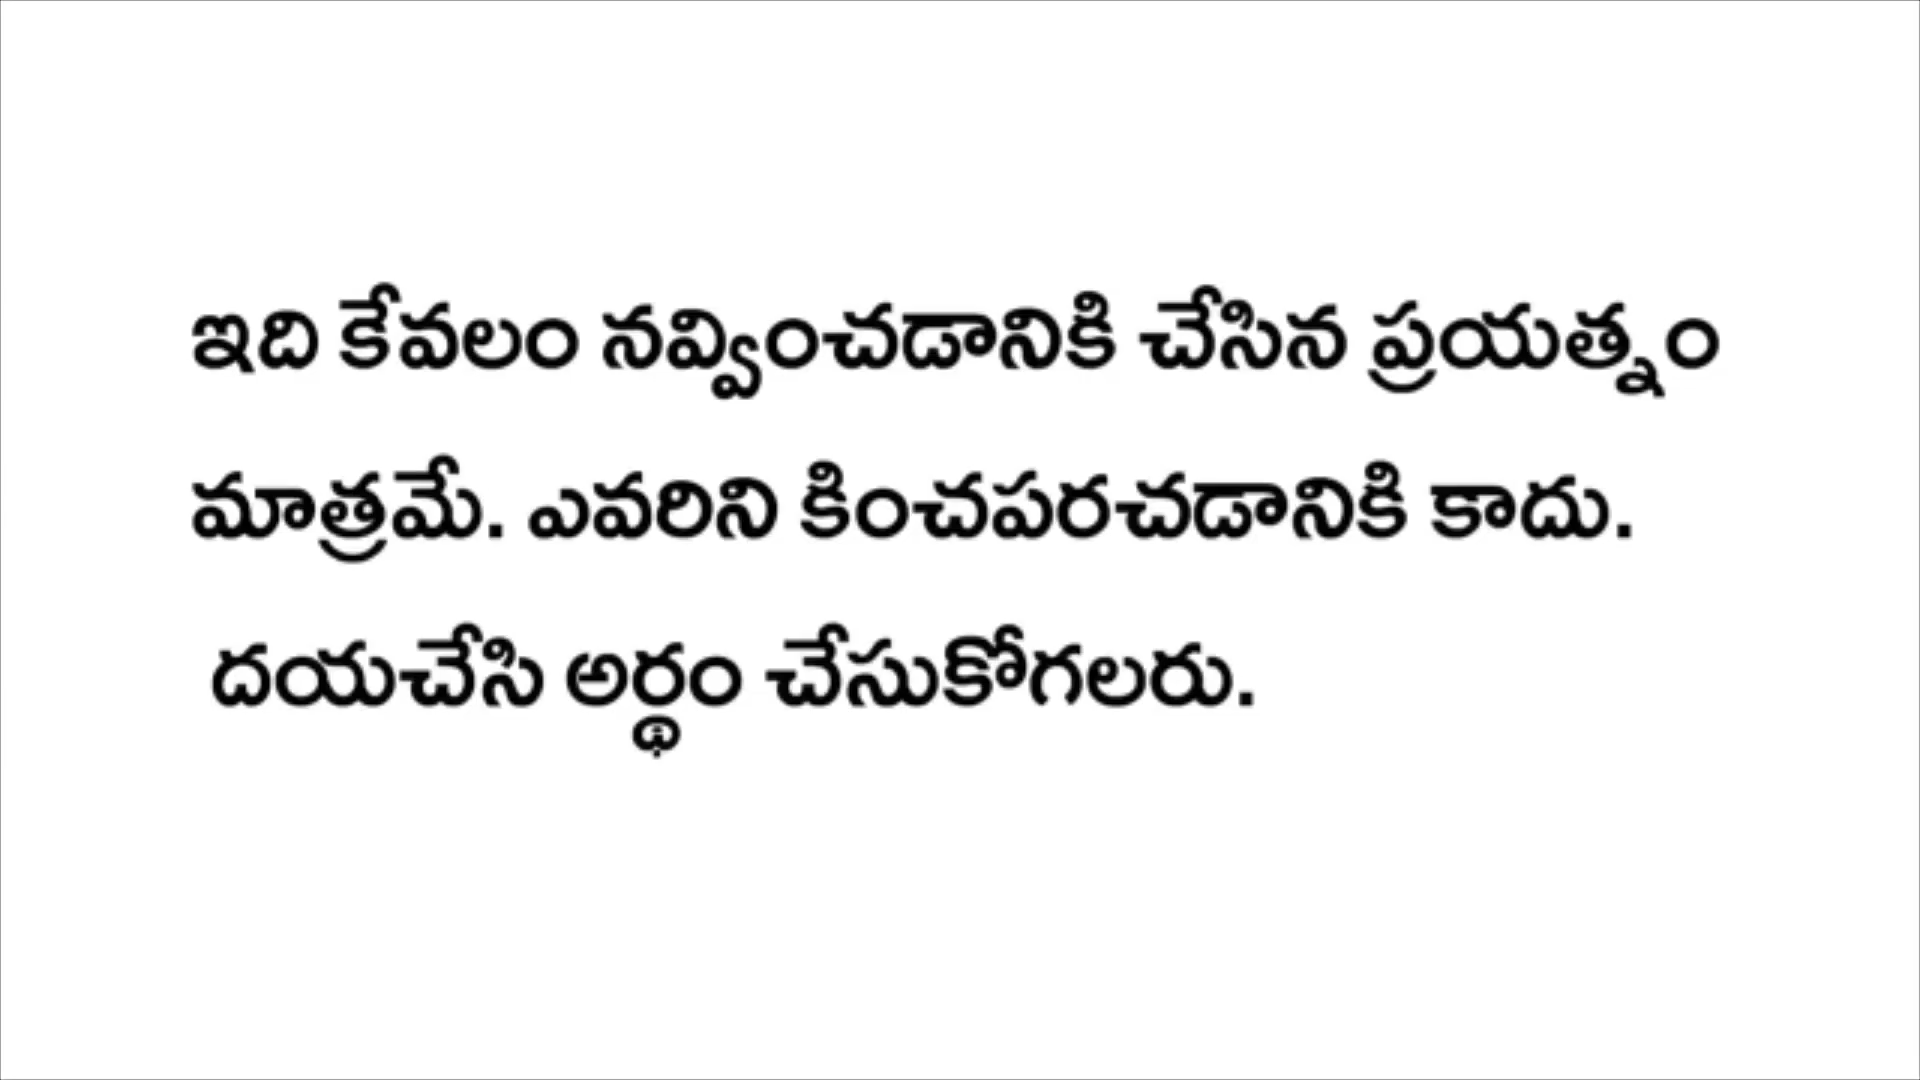 ఇది కేవలం నవ్వించడానికి చేసిన ప్రయత్నం
మాత్రమే. ఎవరిని కించపరచడానికి కాదు.
దయచేసి అర్థం చేసుకోగలరు.